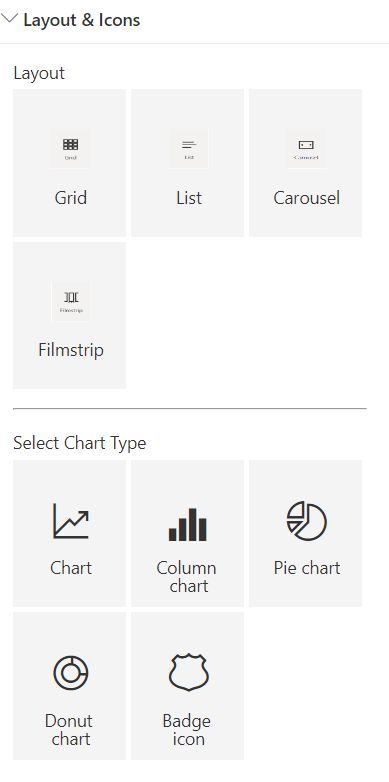 Layout & Icons
Layout
Grid
List
Carousel
Grid
List
Carousel
Filmstrip
Filmstrip
Select Chart Type
Chart
Column
chart
Pie chart
Donut
chart
Badge
icon